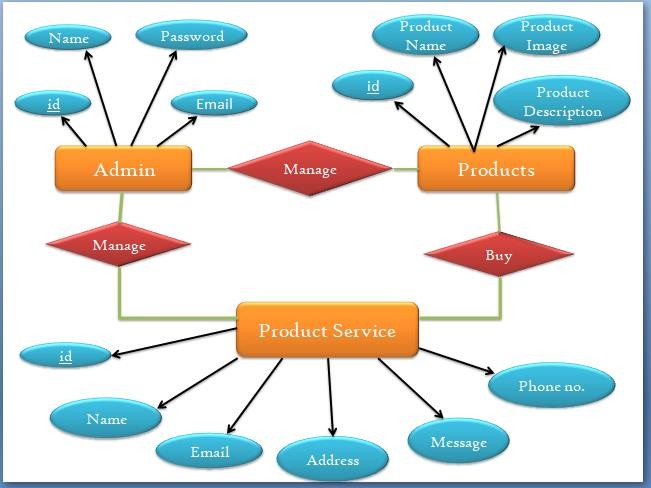 Name
Password
id
Email
Product
Name
Product
Image
id
Product
Description
Admin
Manage
Products
Manage
Buy
Product Service
id
Name
Email
Address
Message
Phone no.